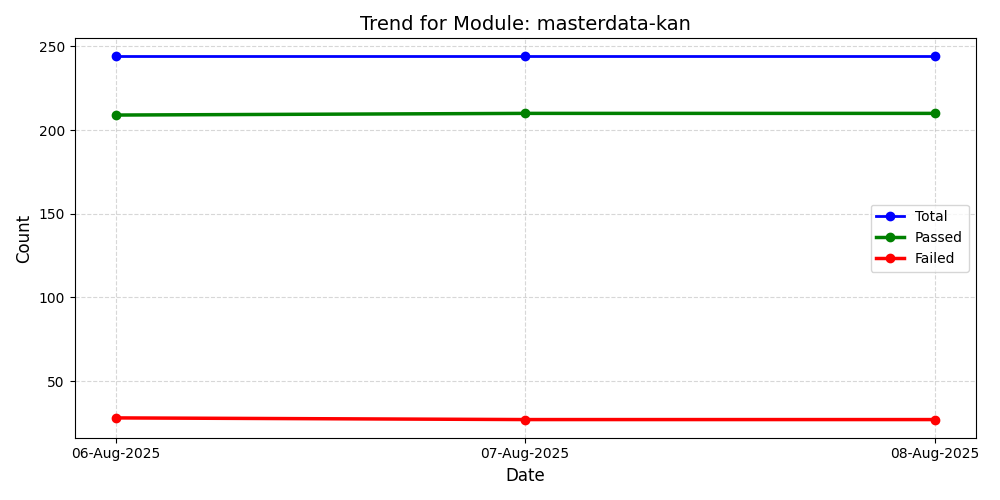 Trend for Module: masterdata-kan
250
200
150
100
50
Count
Total
Passed
Failed
06-Aug-2025
07-Aug-2025
08-Aug-2025
Date